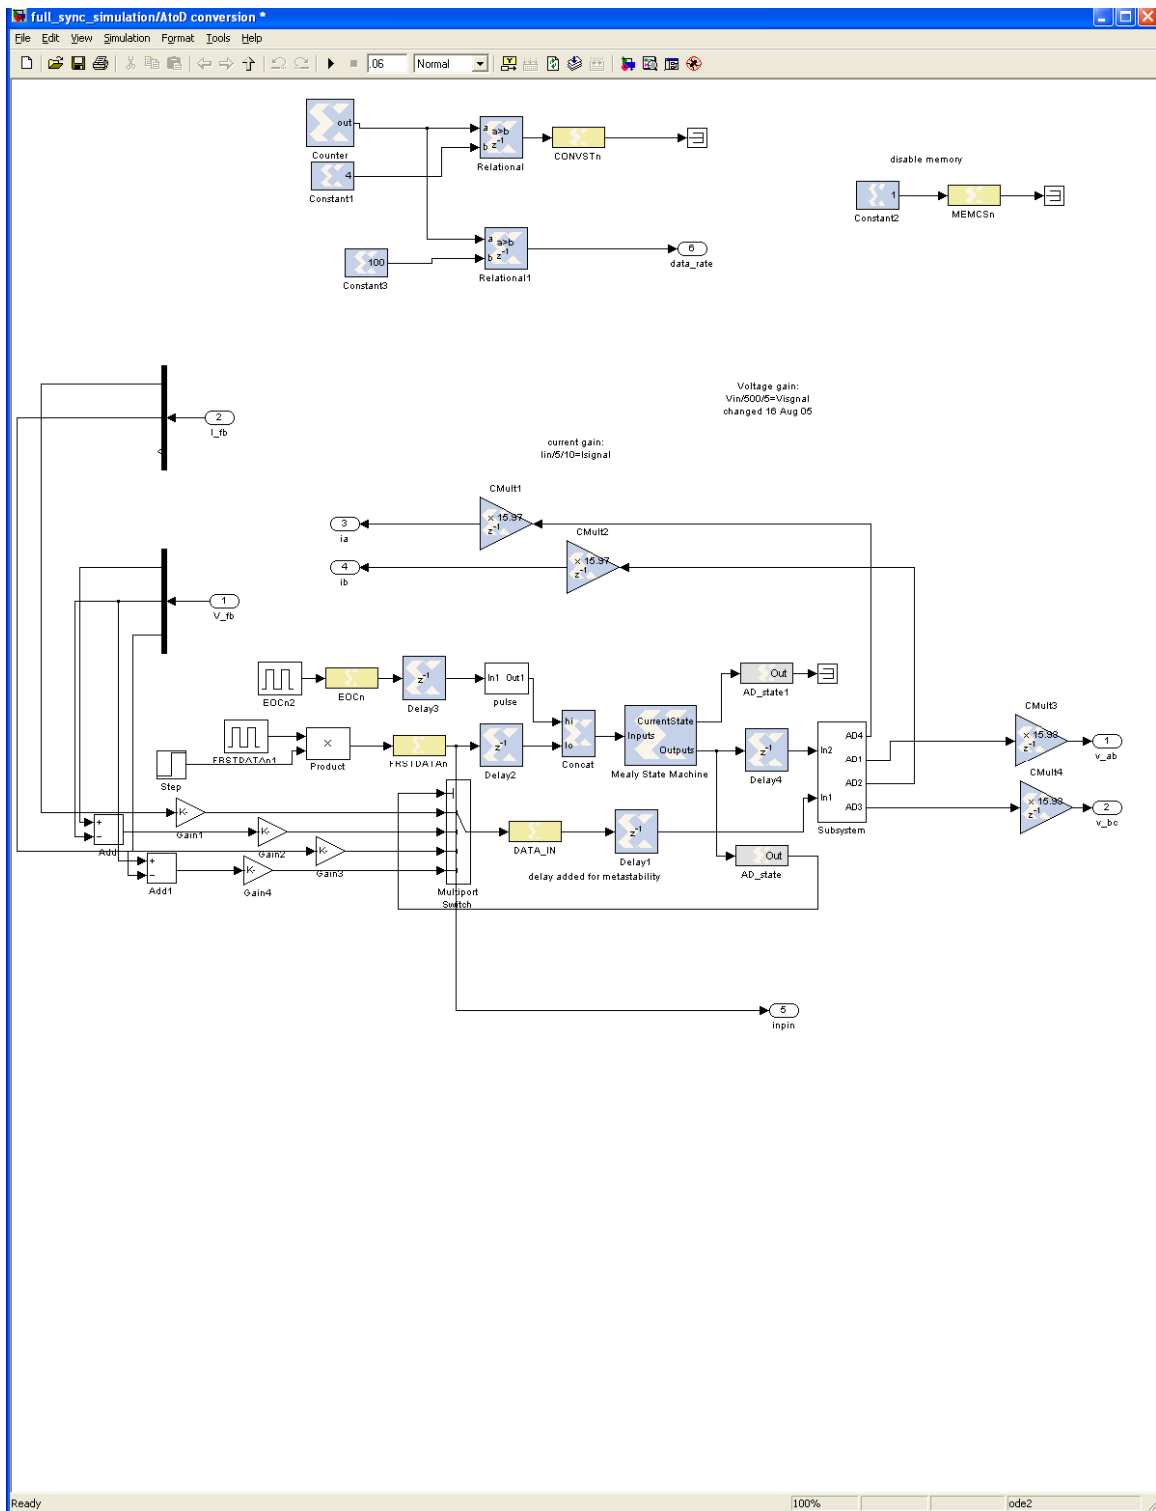 full_sync_simulation/AtoD conversion *
File Edit View Simulation Format Tools Help
.06 Normal
out
Counter
4
Constant1
a a>b
b z-1
Relational
CONVSTn
disable memory
1
Constant2
MEMCSn
100
Constant3
a a>b
b z-1
Relational1
6
data_rate
2
I_fb
Voltage gain:
Vin/500/5=Visgnal
changed 16 Aug 05
current gain:
Iin/5/10=Isignal
CMult1
x 15.97
z-1
3
ia
CMult2
x 15.97
z-1
4
ib
1
V_fb
EOCn2
EOCn
z-1
Delay3
In1 Out1
pulse
FRSTDATAn1
Step
×
Product
FRSTDATAn
z-1
Delay2
hi
lo
Concat
CurrentState
Inputs
Outputs
Mealy State Machine
Out
AD_state1
z-1
Delay4
In2
In1
AD4
AD1
AD2
AD3
Subsystem
CMult3
x 15.98
z-1
1
v_ab
CMult4
x 15.98
z-1
2
v_bc
+
−
Add
K-
Gain1
K-
Gain2
K-
Gain3
+
−
Add1
K-
Gain4
Multiport
Switch
DATA_IN
z-1
Delay1
delay added for metastability
Out
AD_state
5
inpin
Ready 100% ode2